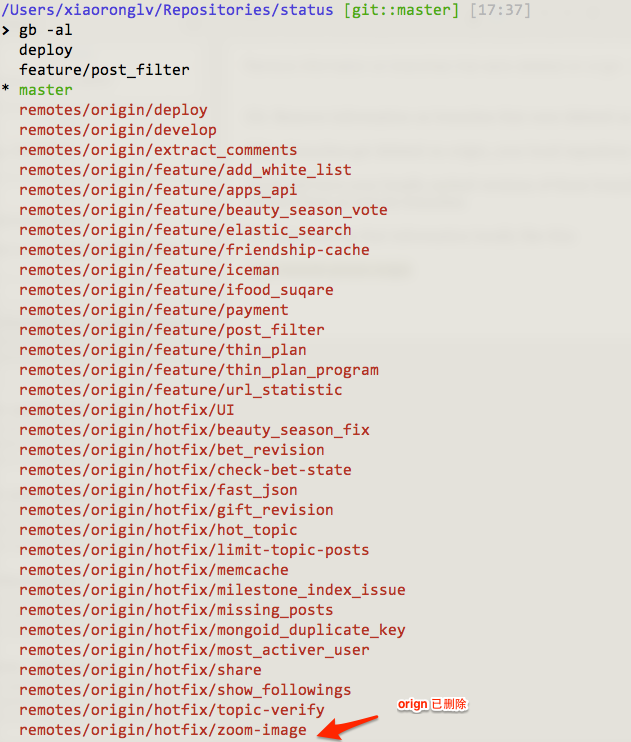 /Users/xiaoronglv/Repositories/status [git::master] [17:37]
> gb -al
deploy
feature/post_filter
* master
remotes/origin/deploy
remotes/origin/develop
remotes/origin/extract_comments
remotes/origin/feature/add_white_list
remotes/origin/feature/apps_api
remotes/origin/feature/beauty_season_vote
remotes/origin/feature/elastic_search
remotes/origin/feature/friendship-cache
remotes/origin/feature/iceman
remotes/origin/feature/ifood_suqare
remotes/origin/feature/payment
remotes/origin/feature/post_filter
remotes/origin/feature/thin_plan
remotes/origin/feature/thin_plan_program
remotes/origin/feature/url_statistic
remotes/origin/hotfix/UI
remotes/origin/hotfix/beauty_season_fix
remotes/origin/hotfix/bet_revision
remotes/origin/hotfix/check-bet-state
remotes/origin/hotfix/fast_json
remotes/origin/hotfix/gift_revision
remotes/origin/hotfix/hot_topic
remotes/origin/hotfix/limit-topic-posts
remotes/origin/hotfix/memcache
remotes/origin/hotfix/milestone_index_issue
remotes/origin/hotfix/missing_posts
remotes/origin/hotfix/mongoid_duplicate_key
remotes/origin/hotfix/most_activer_user
remotes/origin/hotfix/share
remotes/origin/hotfix/show_followings
remotes/origin/hotfix/topic-verify
orign 已删除
remotes/origin/hotfix/zoom-image